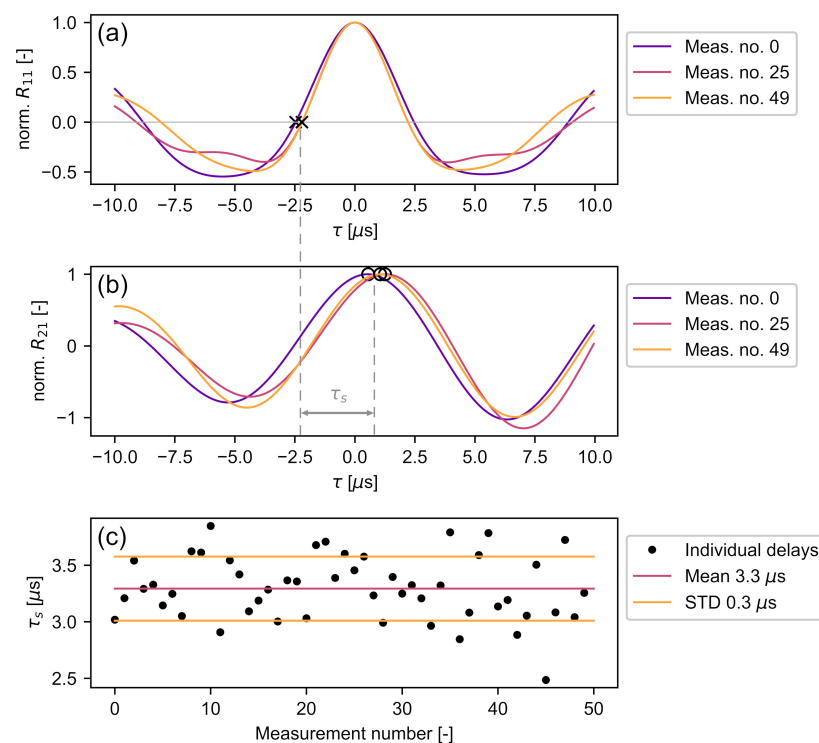 (a)
1.0
0.5
0.0
−0.5
norm. R₁₁ [-]
−10.0 −7.5 −5.0 −2.5 0.0 2.5 5.0 7.5 10.0
τ [μs]
Meas. no. 0
Meas. no. 25
Meas. no. 49
(b)
1
0
−1
norm. R₂₁ [-]
τₛ
−10.0 −7.5 −5.0 −2.5 0.0 2.5 5.0 7.5 10.0
τ [μs]
Meas. no. 0
Meas. no. 25
Meas. no. 49
(c)
3.5
3.0
2.5
τₛ [μs]
0 10 20 30 40 50
Measurement number [-]
Individual delays
Mean 3.3 μs
STD 0.3 μs